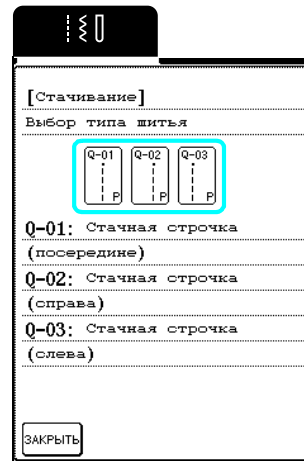 [Стачивание]
Выбор типа шитья
Q-01 Q-02 Q-03
P P P
Q-01: Стачная строчка
(посередине)
Q-02: Стачная строчка
(справа)
Q-03: Стачная строчка
(слева)
ЗАКРЫТЬ